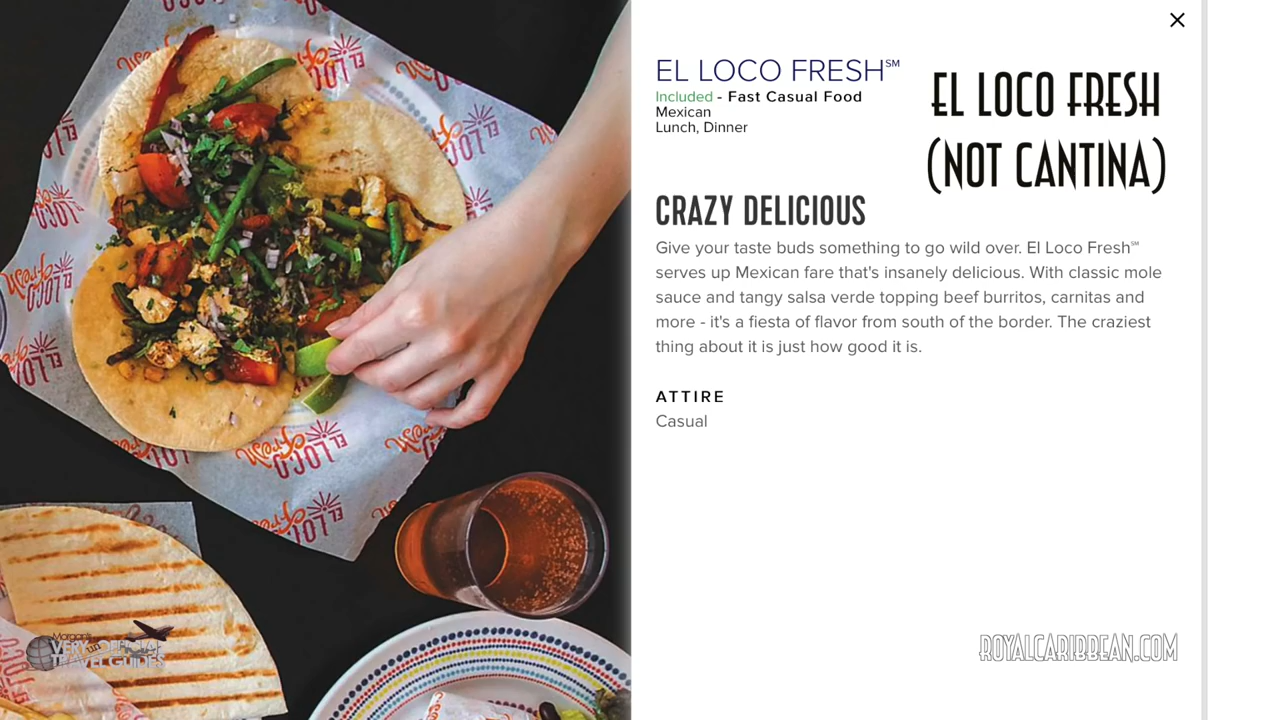 ×
EL LOCO FRESH℠
EL LOCO FRESH
(NOT CANTINA)
Included - Fast Casual Food
Mexican
Lunch, Dinner
CRAZY DELICIOUS
Give your taste buds something to go wild over. El Loco Fresh℠
serves up Mexican fare that's insanely delicious. With classic mole
sauce and tangy salsa verde topping beef burritos, carnitas and
more - it's a fiesta of flavor from south of the border. The craziest
thing about it is just how good it is.
ATTIRE
Casual
EL LOCO Fresh
Morgan's
VERY unOFFICIAL
TRAVEL GUIDES
ROYALCARIBBEAN.COM